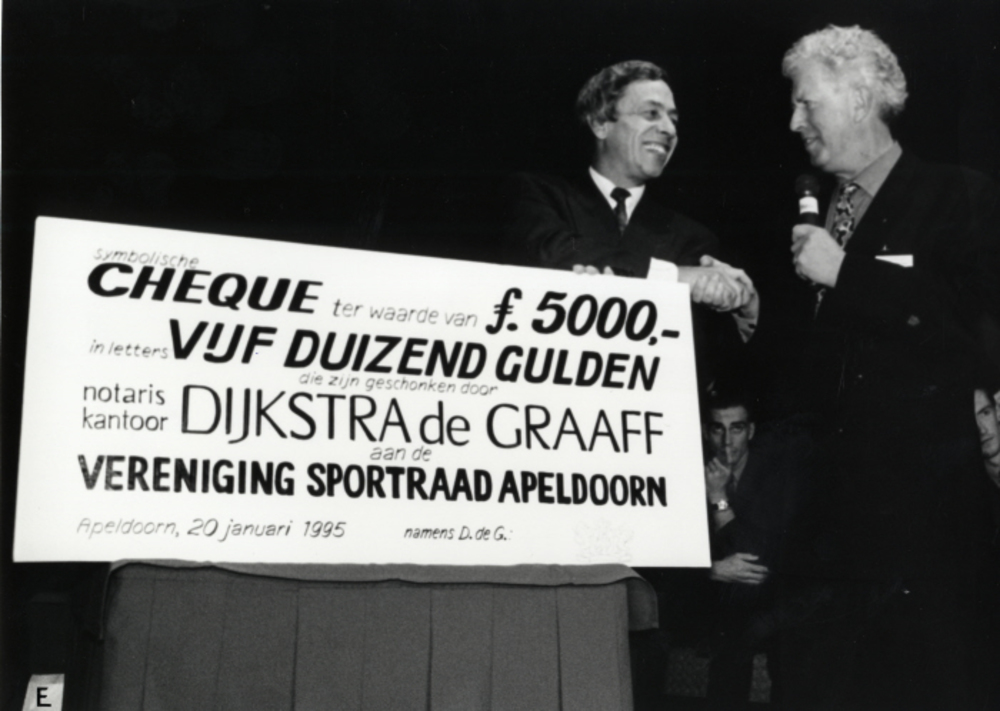 symbolische
CHEQUE ter waarde van f. 5000,-
in letters VIJF DUIZEND GULDEN
die zijn geschonken door
notaris kantoor DIJKSTRA de GRAAFF
aan de
VERENIGING SPORTRAAD APELDOORN
Apeldoorn, 20 januari 1995 namens D. de G.:
E